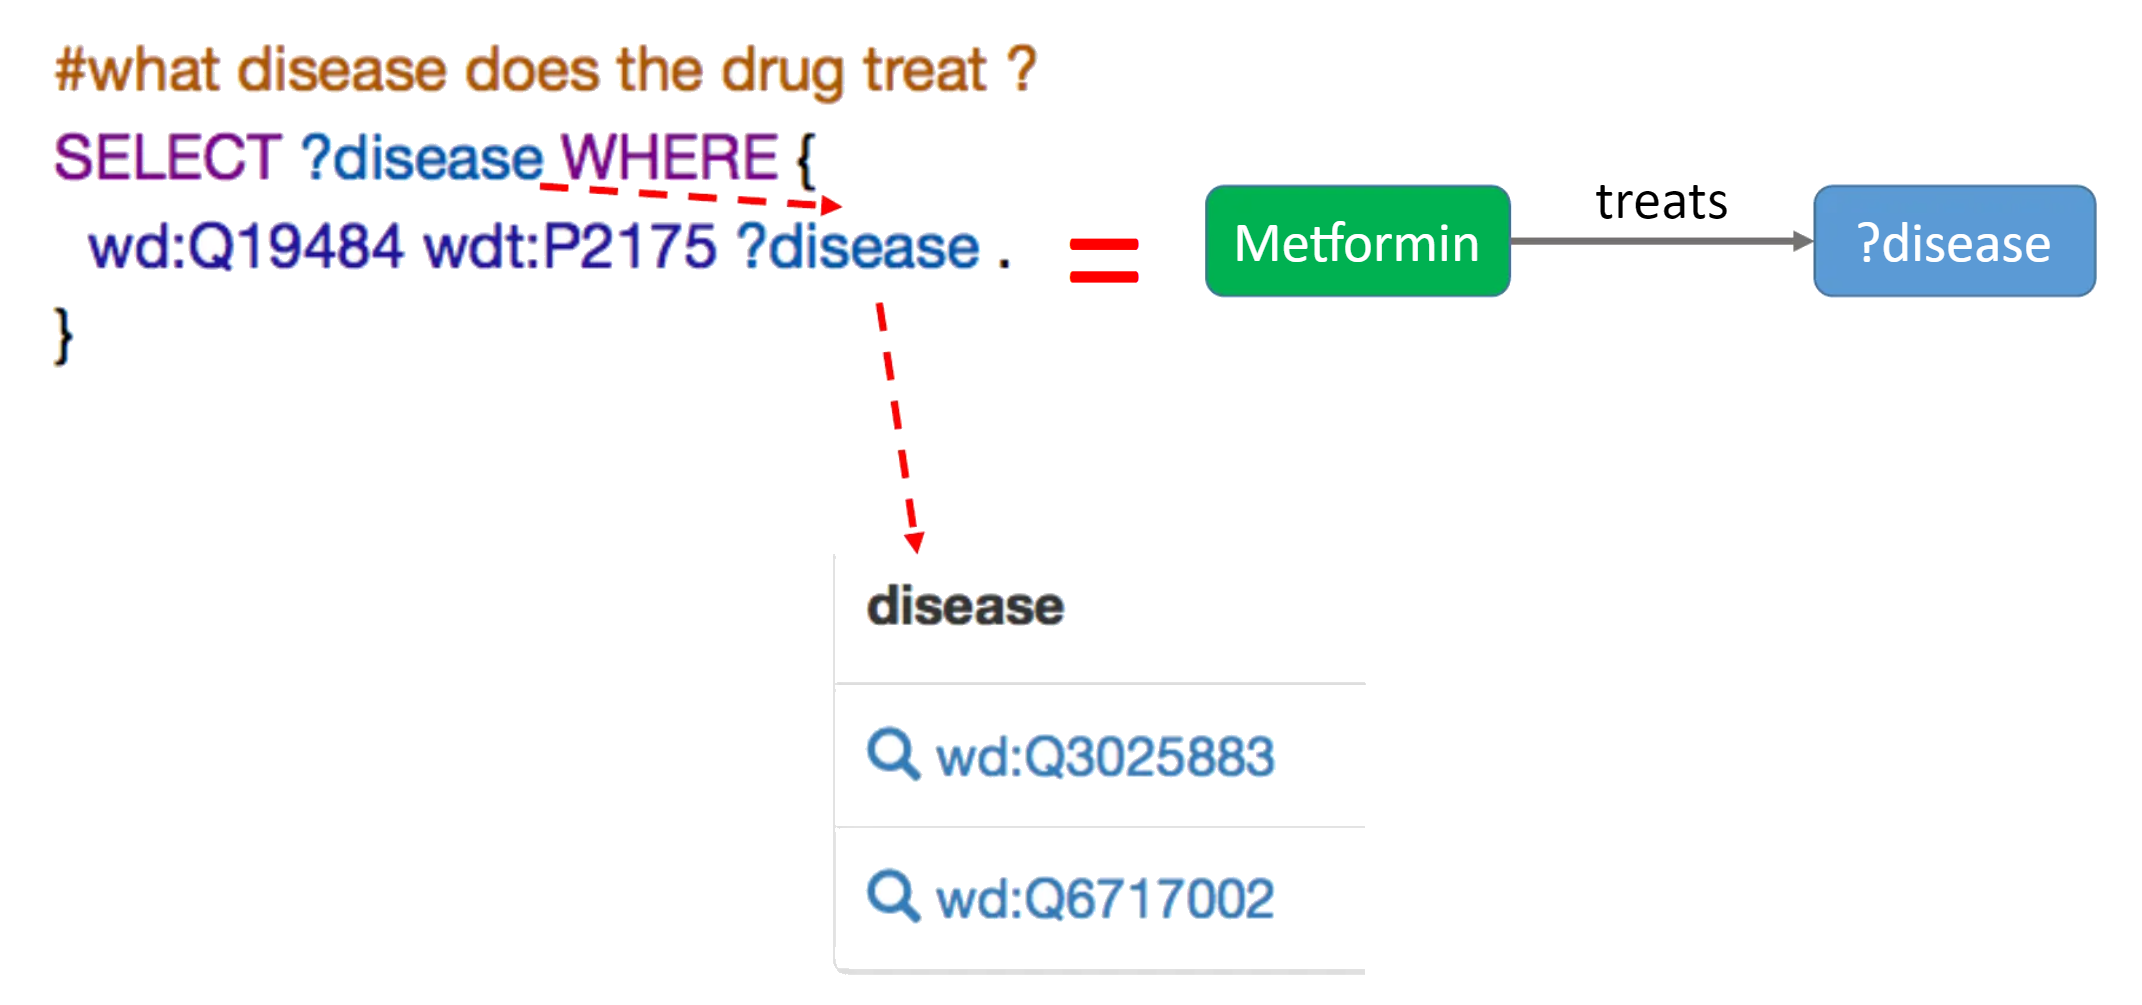 #what disease does the drug treat ?
SELECT ?disease WHERE {
wd:Q19484 wdt:P2175 ?disease .
}
=
Metformin
treats
?disease
disease
wd:Q3025883
wd:Q6717002